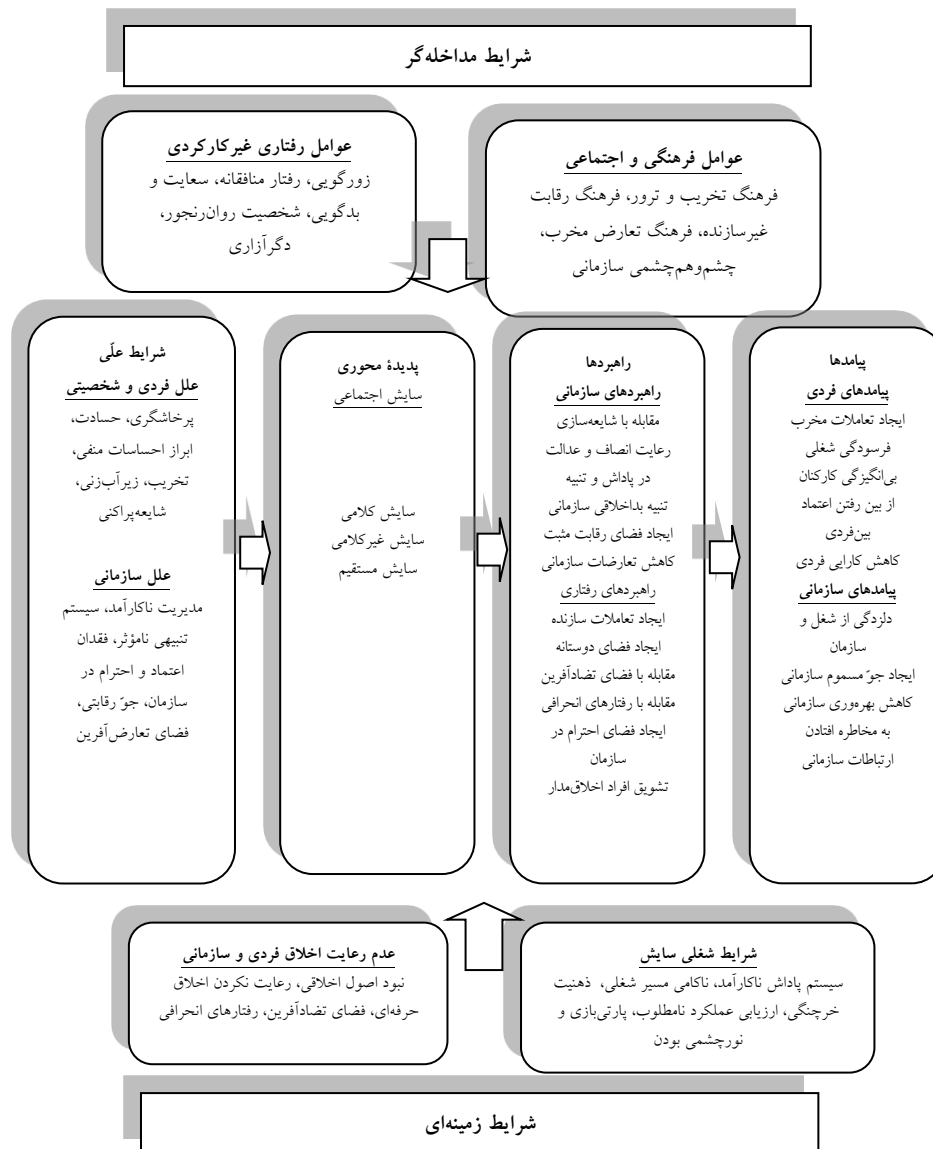 شرایط مداخله‌گر
عوامل رفتاری غیرکارکردی
زورگویی، رفتار منافقانه، سعایت و
بدگویی، شخصیت روان‌رنجور،
دگرآزاری
عوامل فرهنگی و اجتماعی
فرهنگ تخریب و ترور، فرهنگ رقابت
غیرسازنده، فرهنگ تعارض مخرب،
چشم‌وهم‌چشمی سازمانی
شرایط علّی
علل فردی و شخصیتی
پرخاشگری، حسادت،
ابراز احساسات منفی،
تخریب، زیرآب‌زنی،
شایعه‌پراکنی
علل سازمانی
مدیریت ناکارآمد، سیستم
تنبیهی نامؤثر، فقدان
اعتماد و احترام در
سازمان، جوّ رقابتی،
فضای تعارض‌آفرین
پدیدۀ محوری
سایش اجتماعی
سایش کلامی
سایش غیرکلامی
سایش مستقیم
راهبردها
راهبردهای سازمانی
مقابله با شایعه‌سازی
رعایت انصاف و عدالت
در پاداش و تنبیه
تنبیه بداخلاقی سازمانی
ایجاد فضای رقابت مثبت
کاهش تعارضات سازمانی
راهبردهای رفتاری
ایجاد تعاملات سازنده
ایجاد فضای دوستانه
مقابله با فضای تضادآفرین
مقابله با رفتارهای انحرافی
ایجاد فضای احترام در
سازمان
تشویق افراد اخلاق‌مدار
پیامدها
پیامدهای فردی
ایجاد تعاملات مخرب
فرسودگی شغلی
بی‌انگیزگی کارکنان
از بین رفتن اعتماد
بین‌فردی
کاهش کارایی فردی
پیامدهای سازمانی
دلزدگی از شغل و
سازمان
ایجاد جوّ مسموم سازمانی
کاهش بهره‌وری سازمانی
به مخاطره افتادن
ارتباطات سازمانی
عدم رعایت اخلاق فردی و سازمانی
نبود اصول اخلاقی، رعایت نکردن اخلاق
حرفه‌ای، فضای تضادآفرین، رفتارهای انحرافی
شرایط شغلی سایش
سیستم پاداش ناکارآمد، ناکامی مسیر شغلی، ذهنیت
خرچنگی، ارزیابی عملکرد نامطلوب، پارتی‌بازی و
نورچشمی بودن
شرایط زمینه‌ای